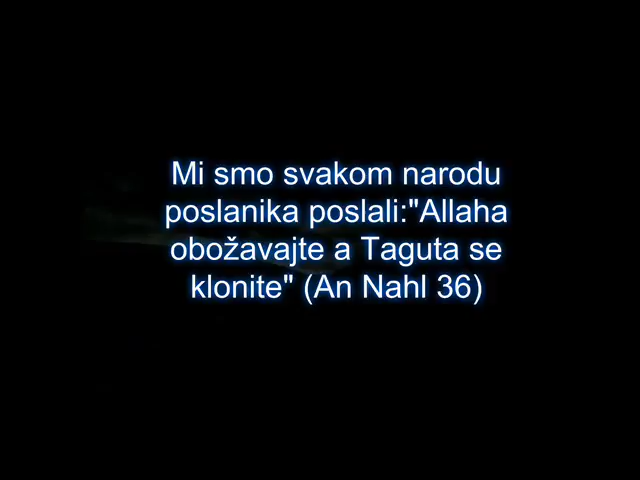 Mi smo svakom narodu
poslanika poslali:"Allaha
obožavajte a Taguta se
klonite" (An Nahl 36)